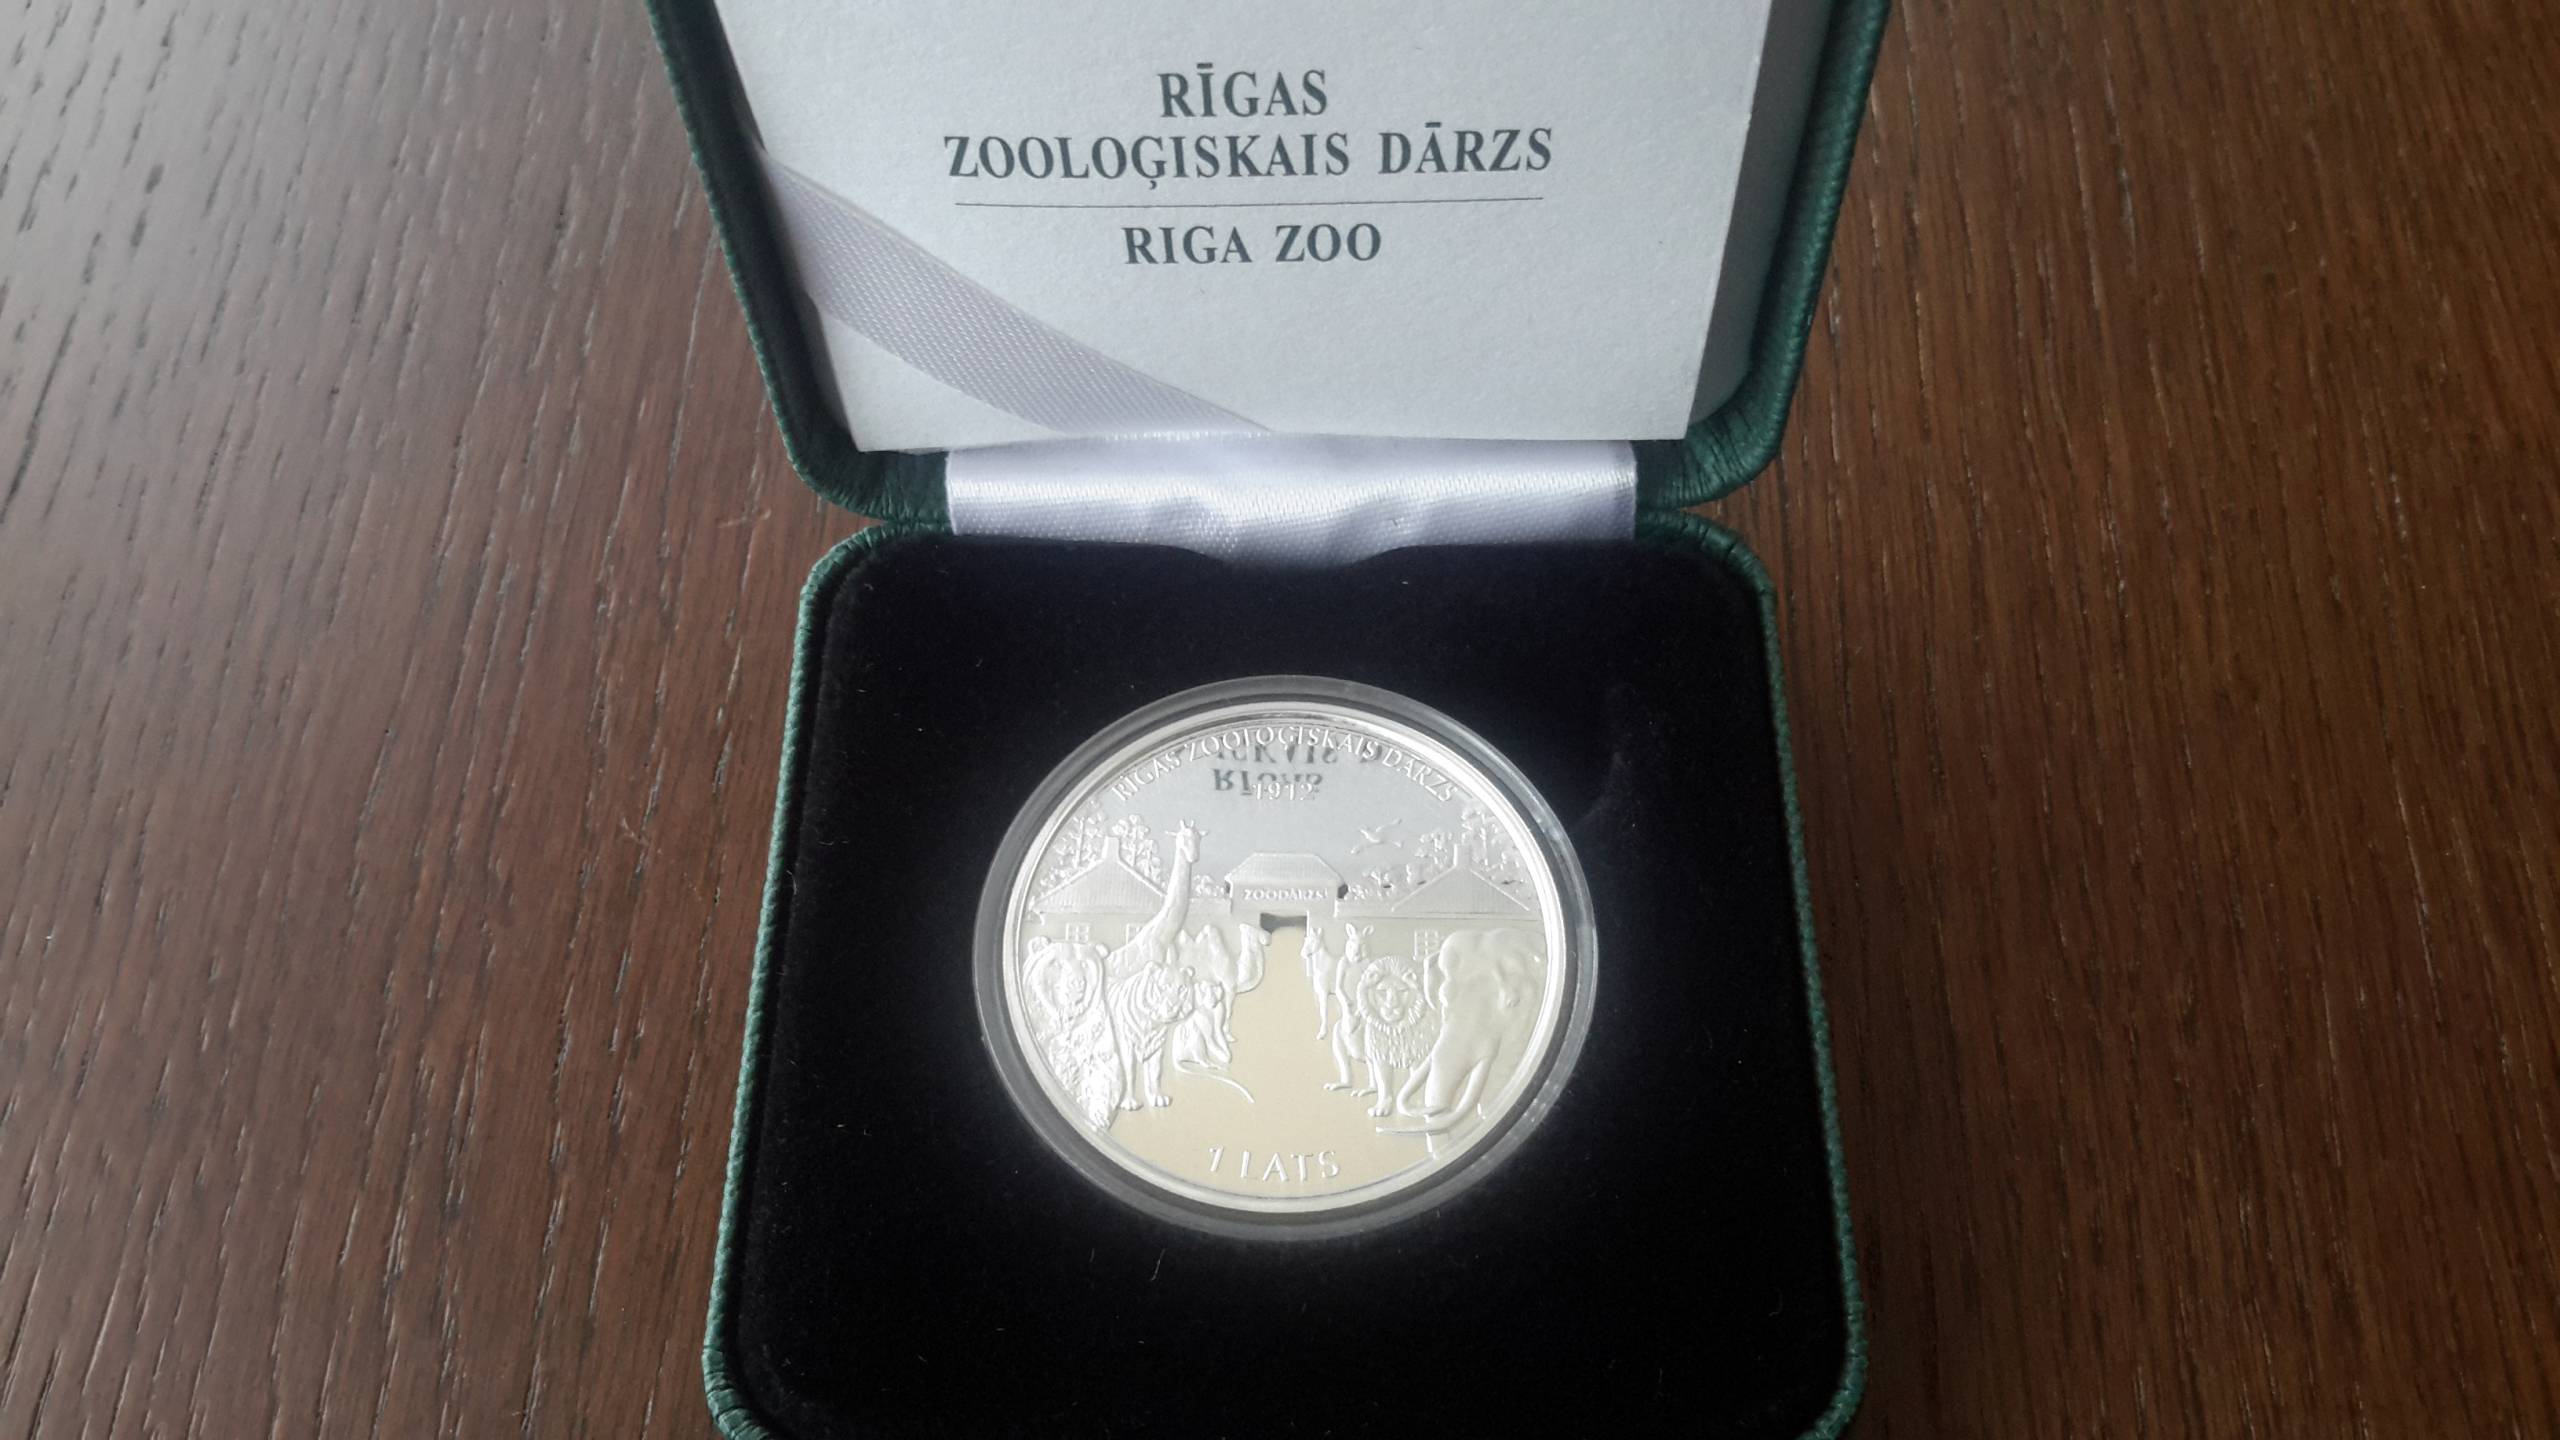 RĪGAS
ZOOLOĢISKAIS DĀRZS
RIGA ZOO
RĪGAS ZOOLOĢISKAIS DĀRZS
1912
ZOODĀRZS
1 LATS